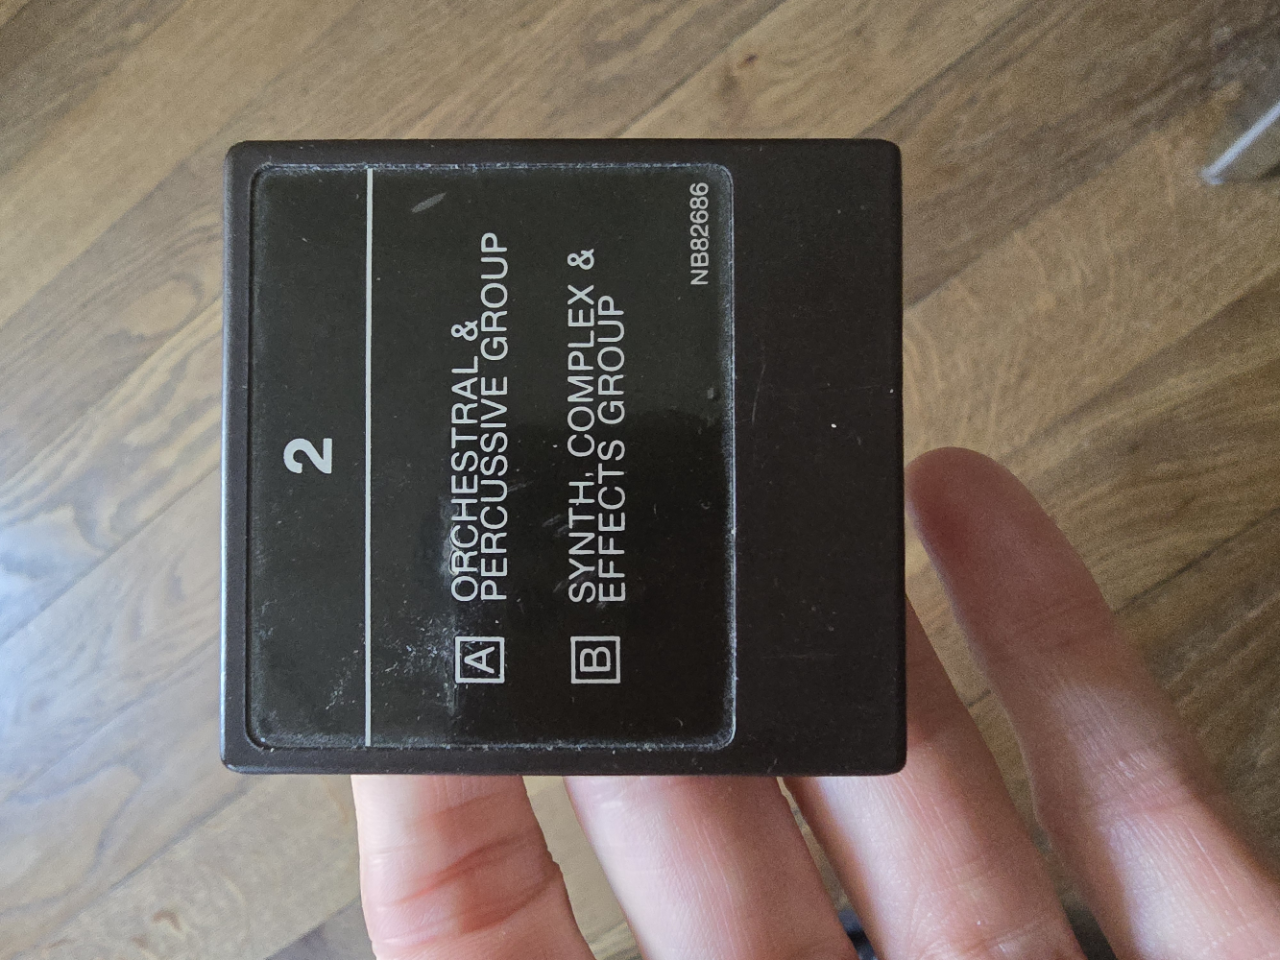 2
A ORCHESTRAL &
PERCUSSIVE GROUP
B SYNTH, COMPLEX &
EFFECTS GROUP
NB82686